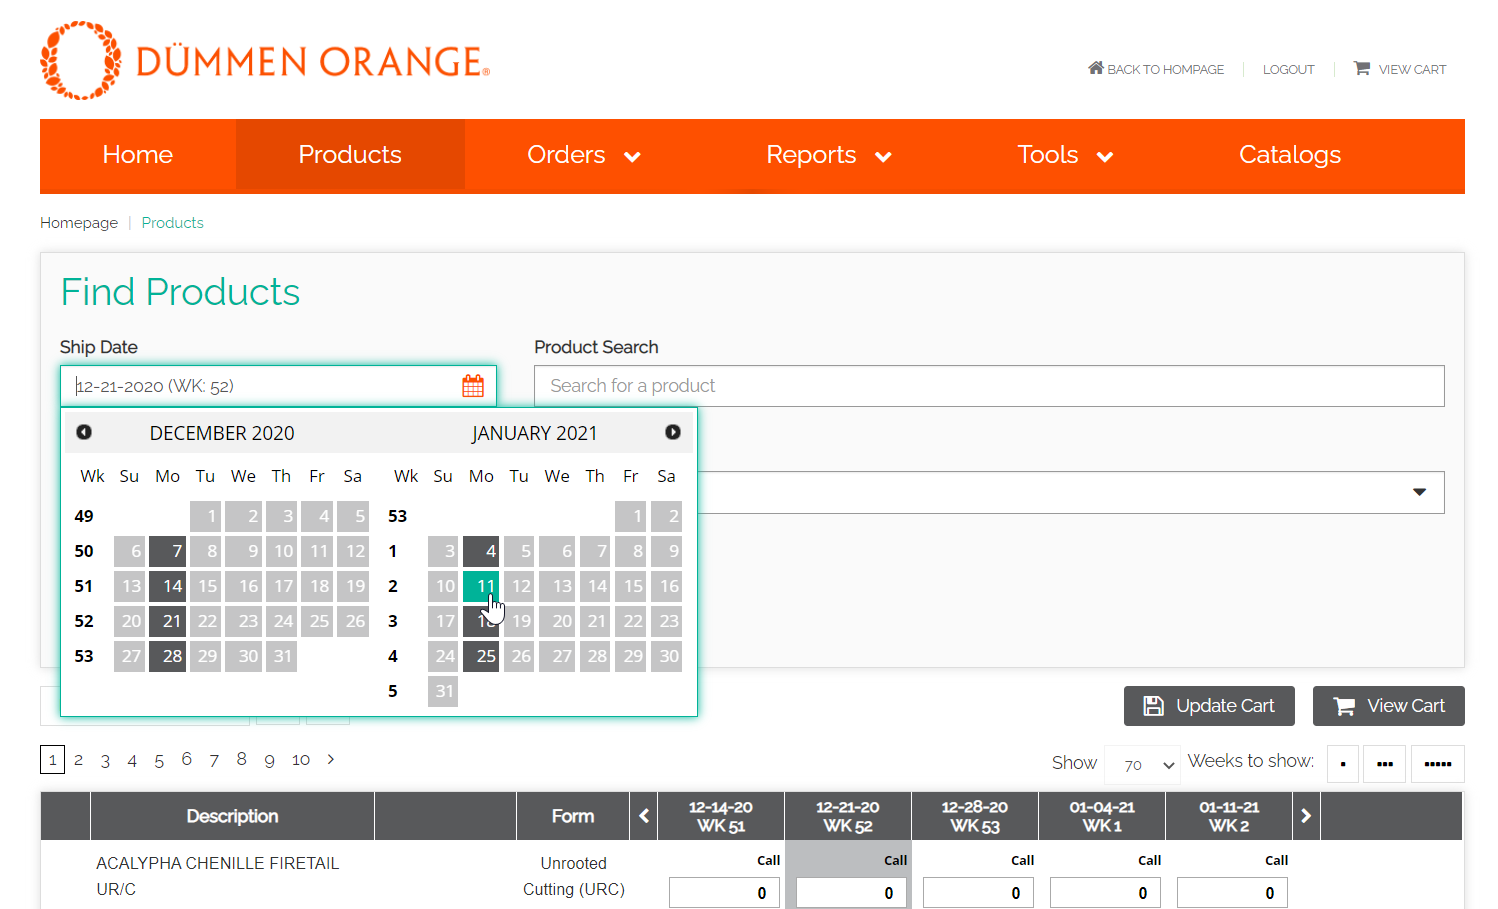 DÜMMEN ORANGE®
BACK TO HOMPAGE
LOGOUT
VIEW CART
Home
Products
Orders
Reports
Tools
Catalogs
Homepage | Products
Find Products
Ship Date
Product Search
12-21-2020 (WK: 52)
Search for a product
DECEMBER 2020
Wk Su Mo Tu We Th Fr Sa
49 1 2 3 4 5
50 6 7 8 9 10 11 12
51 13 14 15 16 17 18 19
52 20 21 22 23 24 25 26
53 27 28 29 30 31
JANUARY 2021
Wk Su Mo Tu We Th Fr Sa
53 1 2
1 3 4 5 6 7 8 9
2 10 11 12 13 14 15 16
3 17 18 19 20 21 22 23
4 24 25 26 27 28 29 30
5 31
Update Cart
View Cart
1 2 3 4 5 6 7 8 9 10 >
Show 70 Weeks to show:
Description
Form
12-14-20
WK 51
12-21-20
WK 52
12-28-20
WK 53
01-04-21
WK 1
01-11-21
WK 2
ACALYPHA CHENILLE FIRETAIL
UR/C
Unrooted
Cutting (URC)
Call Call Call Call Call
0 0 0 0 0